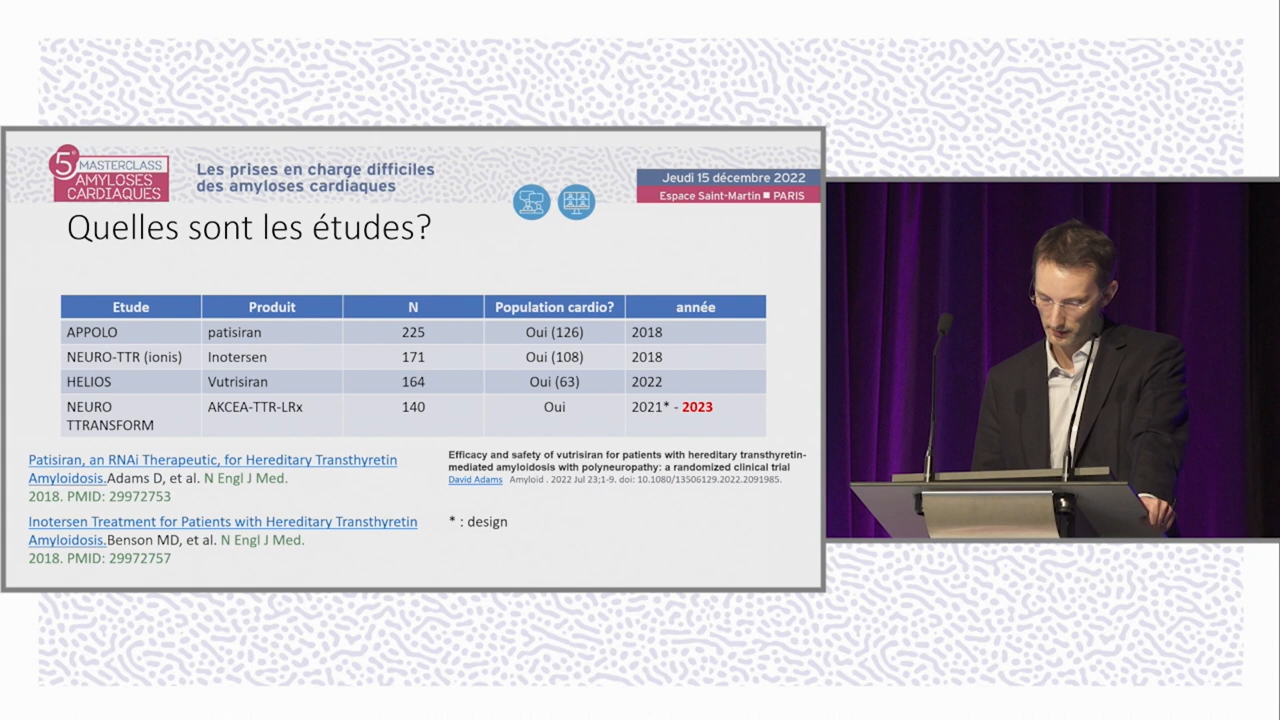 5e MASTERCLASS
AMYLOSES
CARDIAQUES
Les prises en charge difficiles
des amyloses cardiaques
Jeudi 15 décembre 2022
Espace Saint-Martin ■ PARIS
Quelles sont les études?
Etude Produit N Population cardio? année
APPOLO patisiran 225 Oui (126) 2018
NEURO-TTR (ionis) Inotersen 171 Oui (108) 2018
HELIOS Vutrisiran 164 Oui (63) 2022
NEURO AKCEA-TTR-LRx 140 Oui 2021* - 2023
TTRANSFORM
Patisiran, an RNAi Therapeutic, for Hereditary Transthyretin
Amyloidosis.Adams D, et al. N Engl J Med.
2018. PMID: 29972753
Inotersen Treatment for Patients with Hereditary Transthyretin
Amyloidosis.Benson MD, et al. N Engl J Med.
2018. PMID: 29972757
Efficacy and safety of vutrisiran for patients with hereditary transthyretin-
mediated amyloidosis with polyneuropathy: a randomized clinical trial
David Adams Amyloid . 2022 Jul 23;1-9. doi: 10.1080/13506129.2022.2091985.
* : design